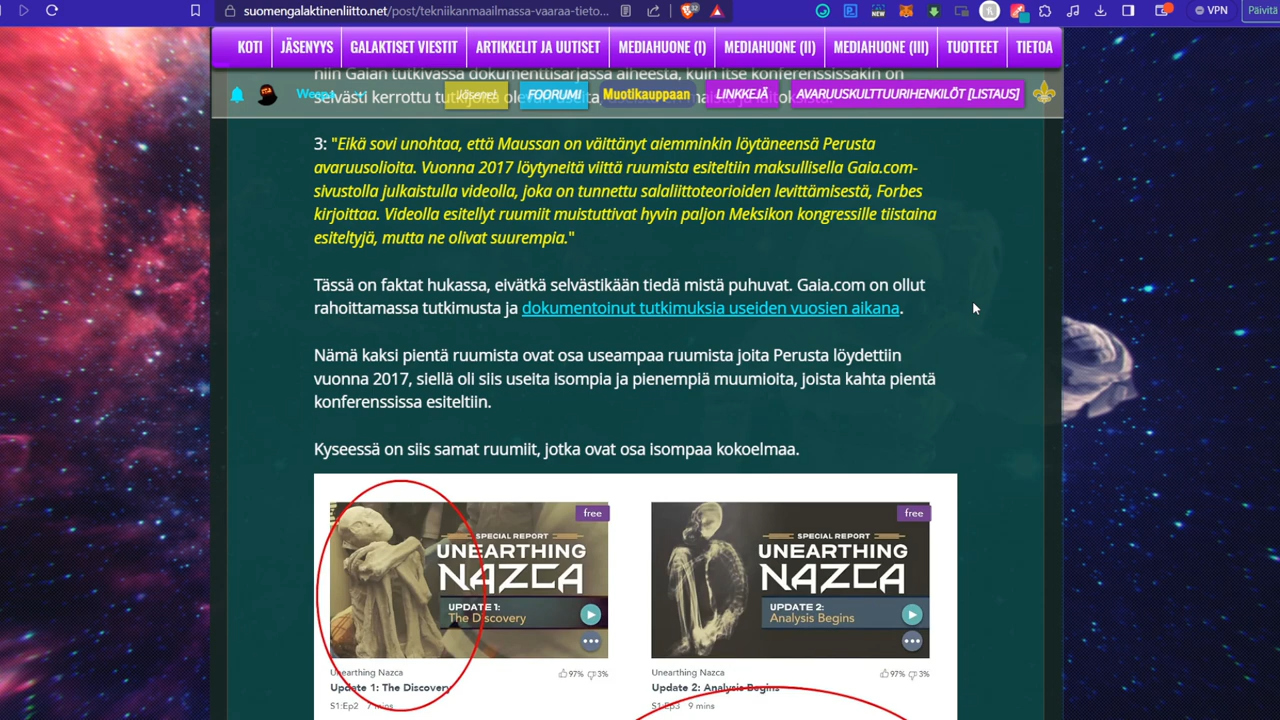 suomengalaktinenliitto.net/post/tekniikanmaailmassa-vaaraa-tieto...
NEW
VPN
Päivitä
KOTI JÄSENYYS GALAKTISET VIESTIT ARTIKKELIT JA UUTISET MEDIAHUONE (I) MEDIAHUONE (II) MEDIAHUONE (III) TUOTTEET TIETOA
niin Gaian tutkivassa dokumenttisarjassa aiheesta, kuin itse konferenssissakin on
selvästi kerrottu tutkijoita
Jäsenet FOORUMI Muotikauppaan LINKKEJÄ AVARUUSKULTTUURIHENKILÖT [LISTAUS]
3: "Eikä sovi unohtaa, että Maussan on väittänyt aiemminkin löytäneensä Perusta
avaruusolioita. Vuonna 2017 löytyneitä viittä ruumista esiteltiin maksullisella Gaia.com-
sivustolla julkaistulla videolla, joka on tunnettu salaliittoteorioiden levittämisestä, Forbes
kirjoittaa. Videolla esitellyt ruumiit muistuttivat hyvin paljon Meksikon kongressille tiistaina
esiteltyjä, mutta ne olivat suurempia."
Tässä on faktat hukassa, eivätkä selvästikään tiedä mistä puhuvat. Gaia.com on ollut
rahoittamassa tutkimusta ja dokumentoinut tutkimuksia useiden vuosien aikana.
Nämä kaksi pientä ruumista ovat osa useampaa ruumista joita Perusta löydettiin
vuonna 2017, siellä oli siis useita isompia ja pienempiä muumioita, joista kahta pientä
konferenssissa esiteltiin.
Kyseessä on siis samat ruumiit, jotka ovat osa isompaa kokoelmaa.
free
SPECIAL REPORT
UNEARTHING
NAZCA
UPDATE 1:
The Discovery
Unearthing Nazca 97% 3%
Update 1: The Discovery
S1:Ep2 7 mins
free
SPECIAL REPORT
UNEARTHING
NAZCA
UPDATE 2:
Analysis Begins
Unearthing Nazca 97% 3%
Update 2: Analysis Begins
S1:Ep3 9 mins